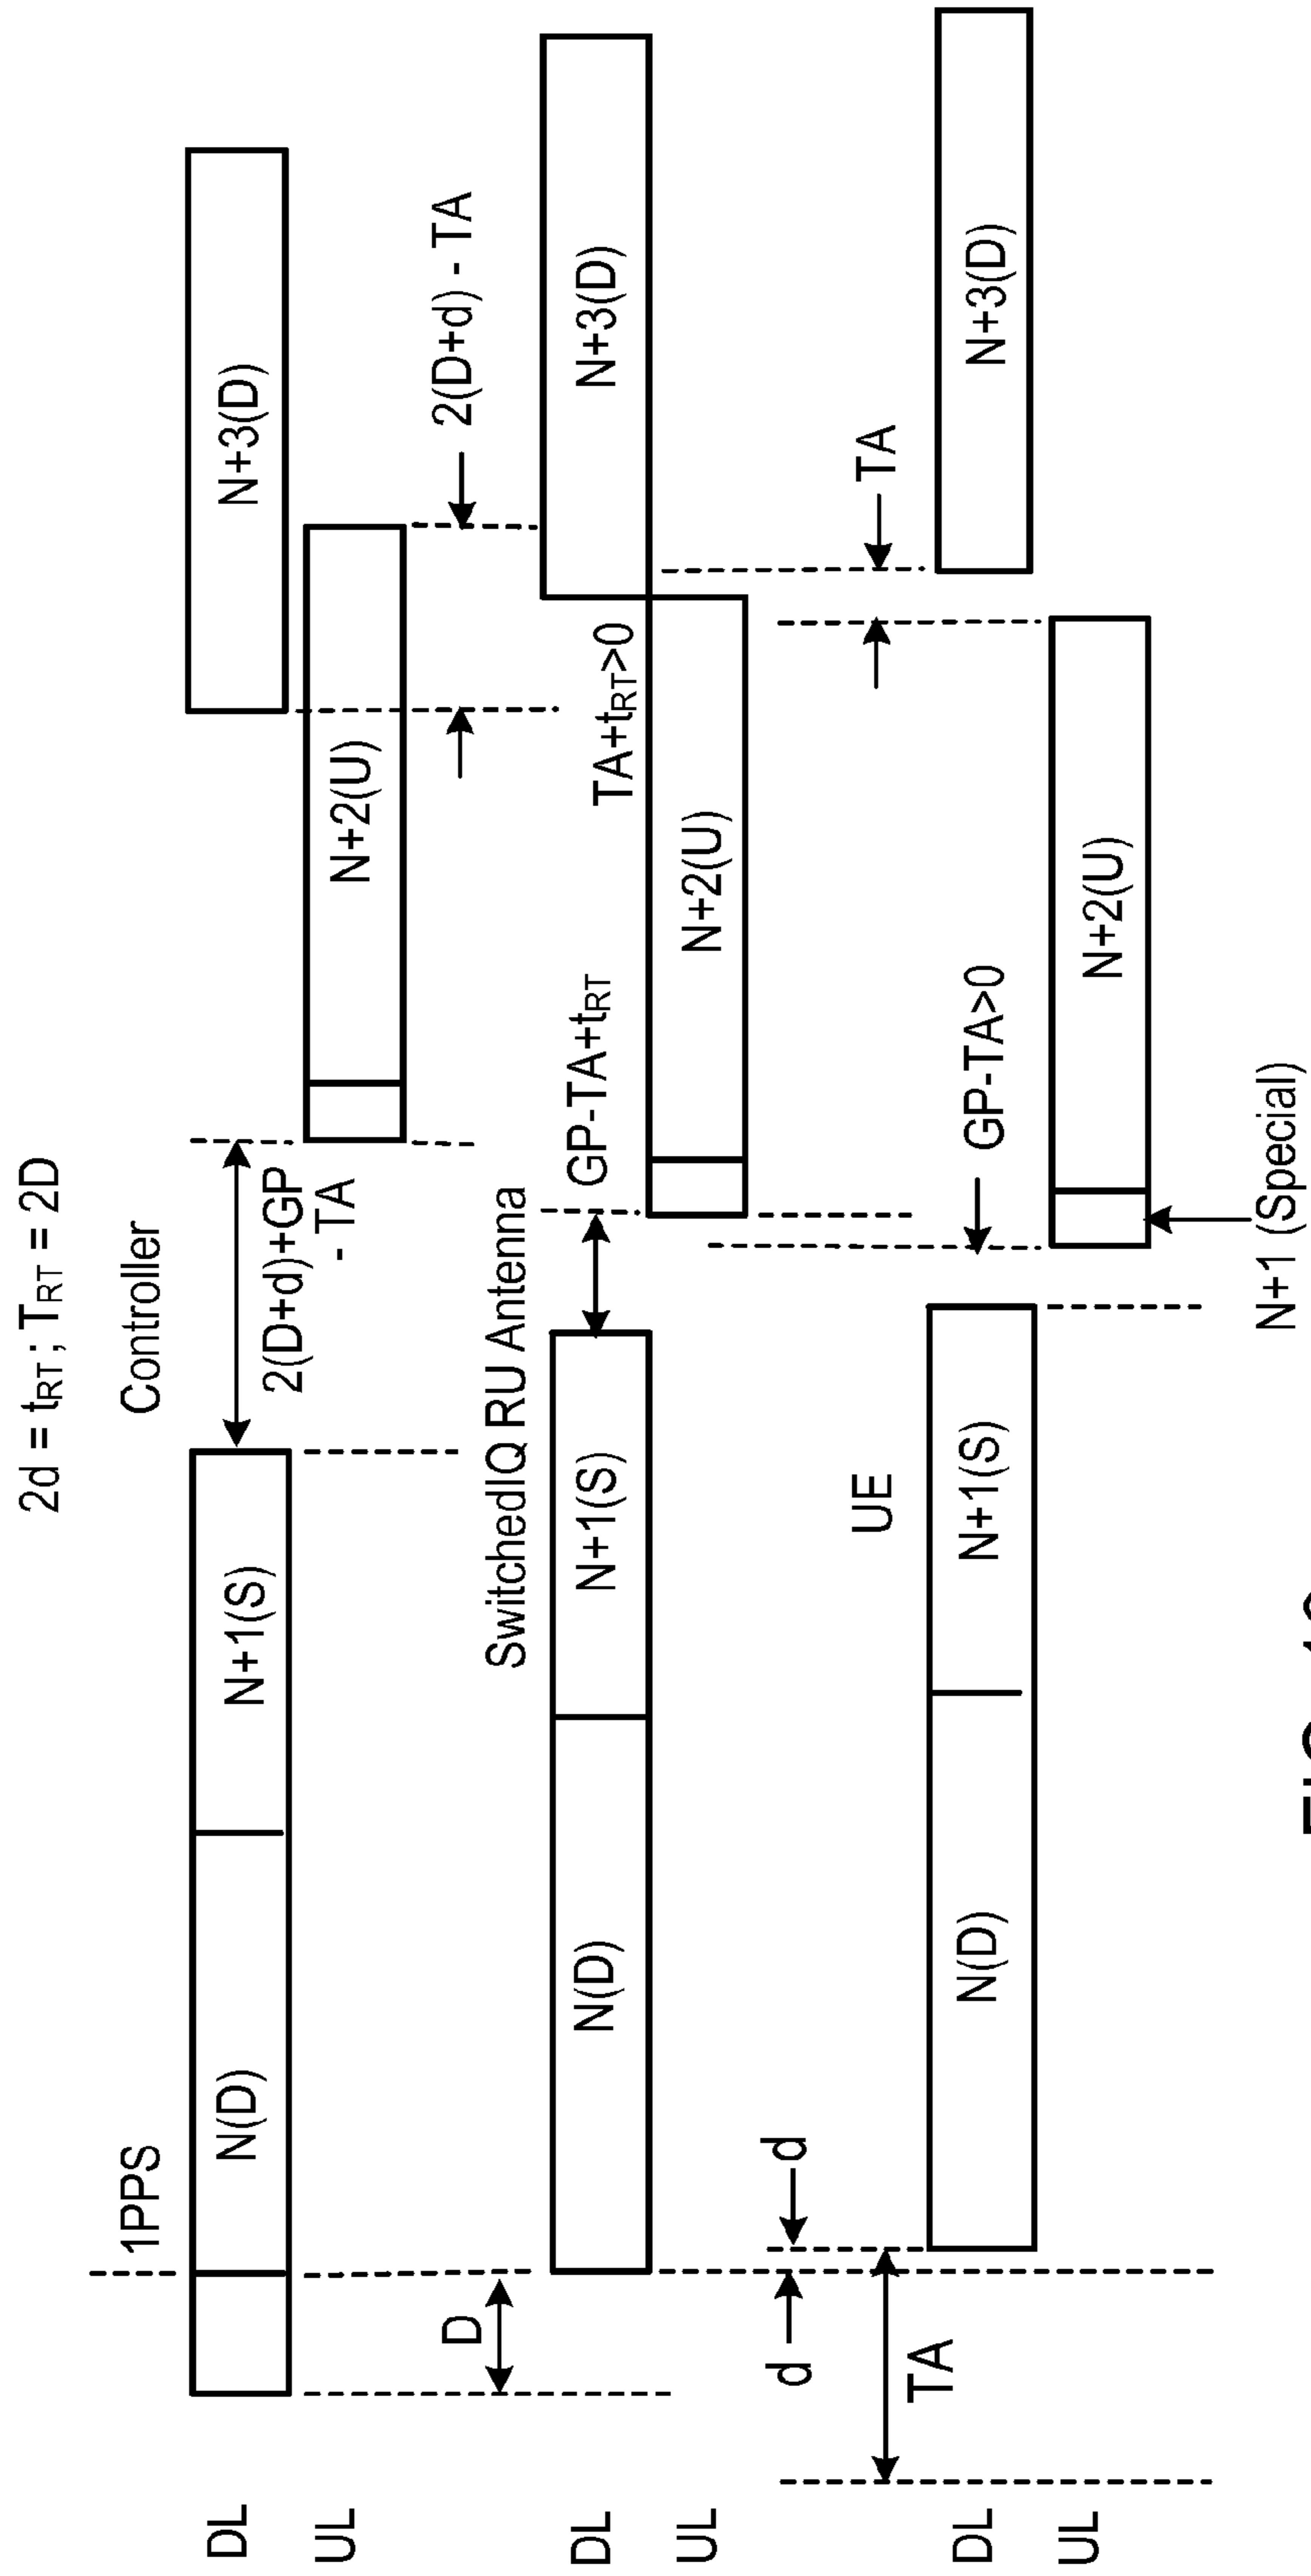 2d = tRT; TRT = 2D
Controller
1PPS
DL
N(D)
N+1(S)
N+3(D)
2(D+d)+GP
- TA
UL
N+2(U)
2(D+d) - TA
D
SwitchedIQ RU Antenna
DL
N(D)
N+1(S)
GP-TA+tRT
TA+tRT>0
N+3(D)
UL
N+2(U)
d
d
TA
UE
TA
DL
N(D)
N+1(S)
GP-TA>0
N+3(D)
UL
N+2(U)
N+1 (Special)